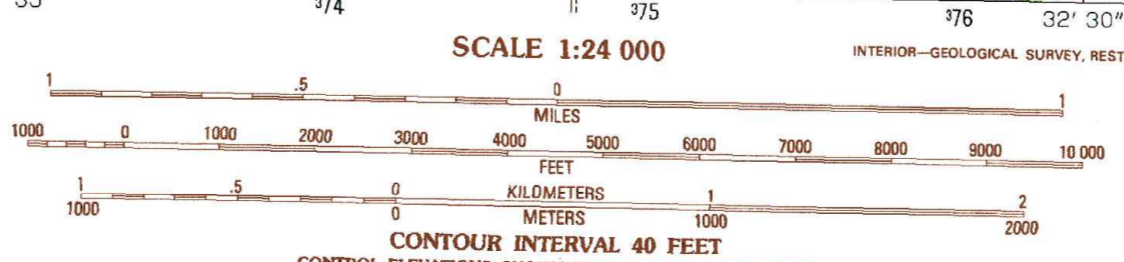 ³74 ³75 ³76 32' 30"
SCALE 1:24 000
INTERIOR—GEOLOGICAL SURVEY, REST
1 .5 0 1
MILES
1000 0 1000 2000 3000 4000 5000 6000 7000 8000 9000 10 000
FEET
1 .5 0 KILOMETERS 1 2
1000 0 METERS 1000 2000
CONTOUR INTERVAL 40 FEET